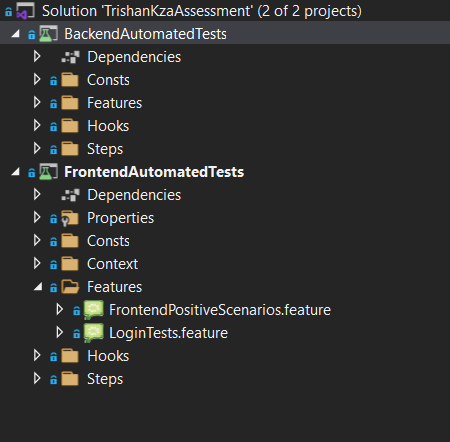 Solution 'TrishanKzaAssessment' (2 of 2 projects)
BackendAutomatedTests
Dependencies
Consts
Features
Hooks
Steps
FrontendAutomatedTests
Dependencies
Properties
Consts
Context
Features
FrontendPositiveScenarios.feature
LoginTests.feature
Hooks
Steps